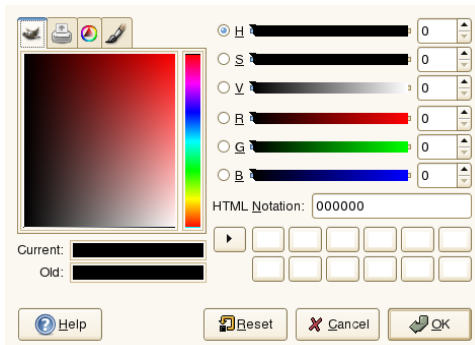 H 0
S 0
V 0
R 0
G 0
B 0
HTML Notation: 000000
Current:
Old:
Help Reset Cancel OK